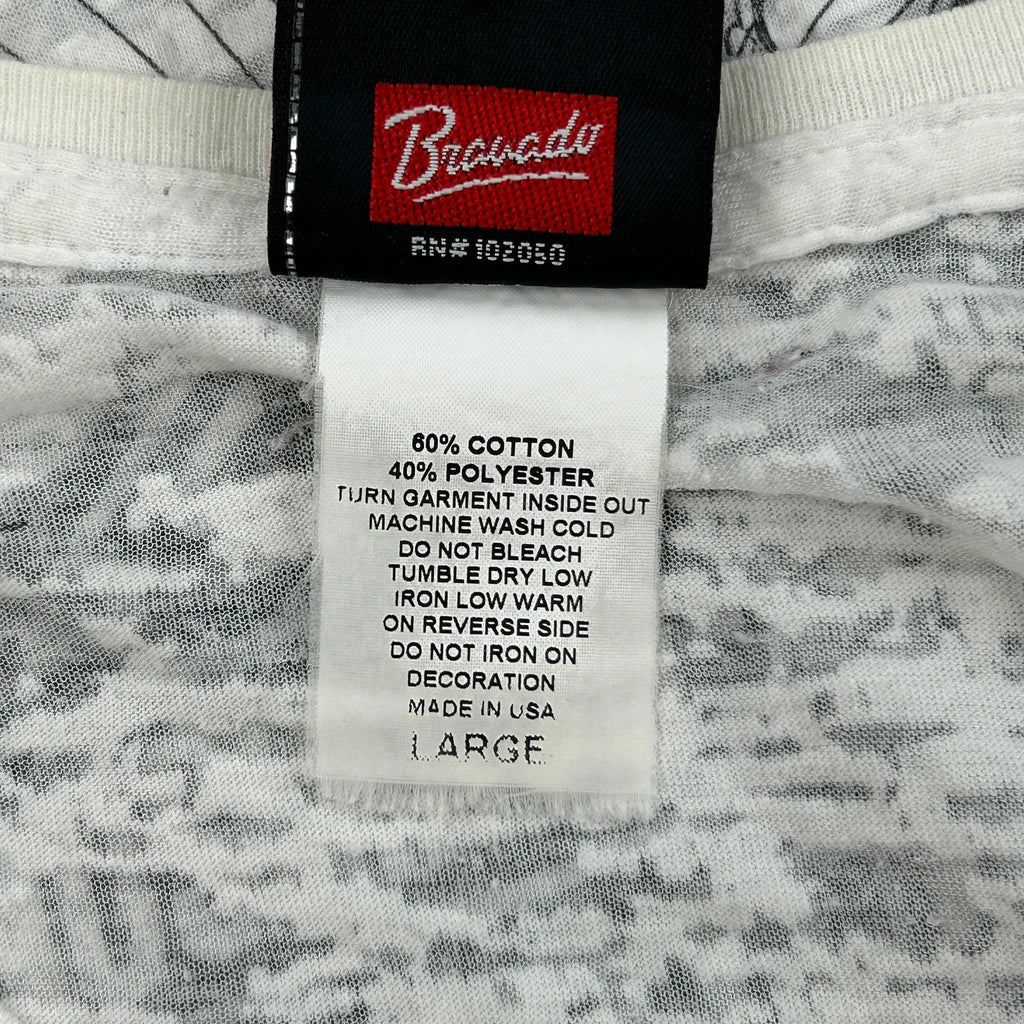 Bravado
RN#102060
60% COTTON
40% POLYESTER
TURN GARMENT INSIDE OUT
MACHINE WASH COLD
DO NOT BLEACH
TUMBLE DRY LOW
IRON LOW WARM
ON REVERSE SIDE
DO NOT IRON ON
DECORATION
MADE IN USA
LARGE